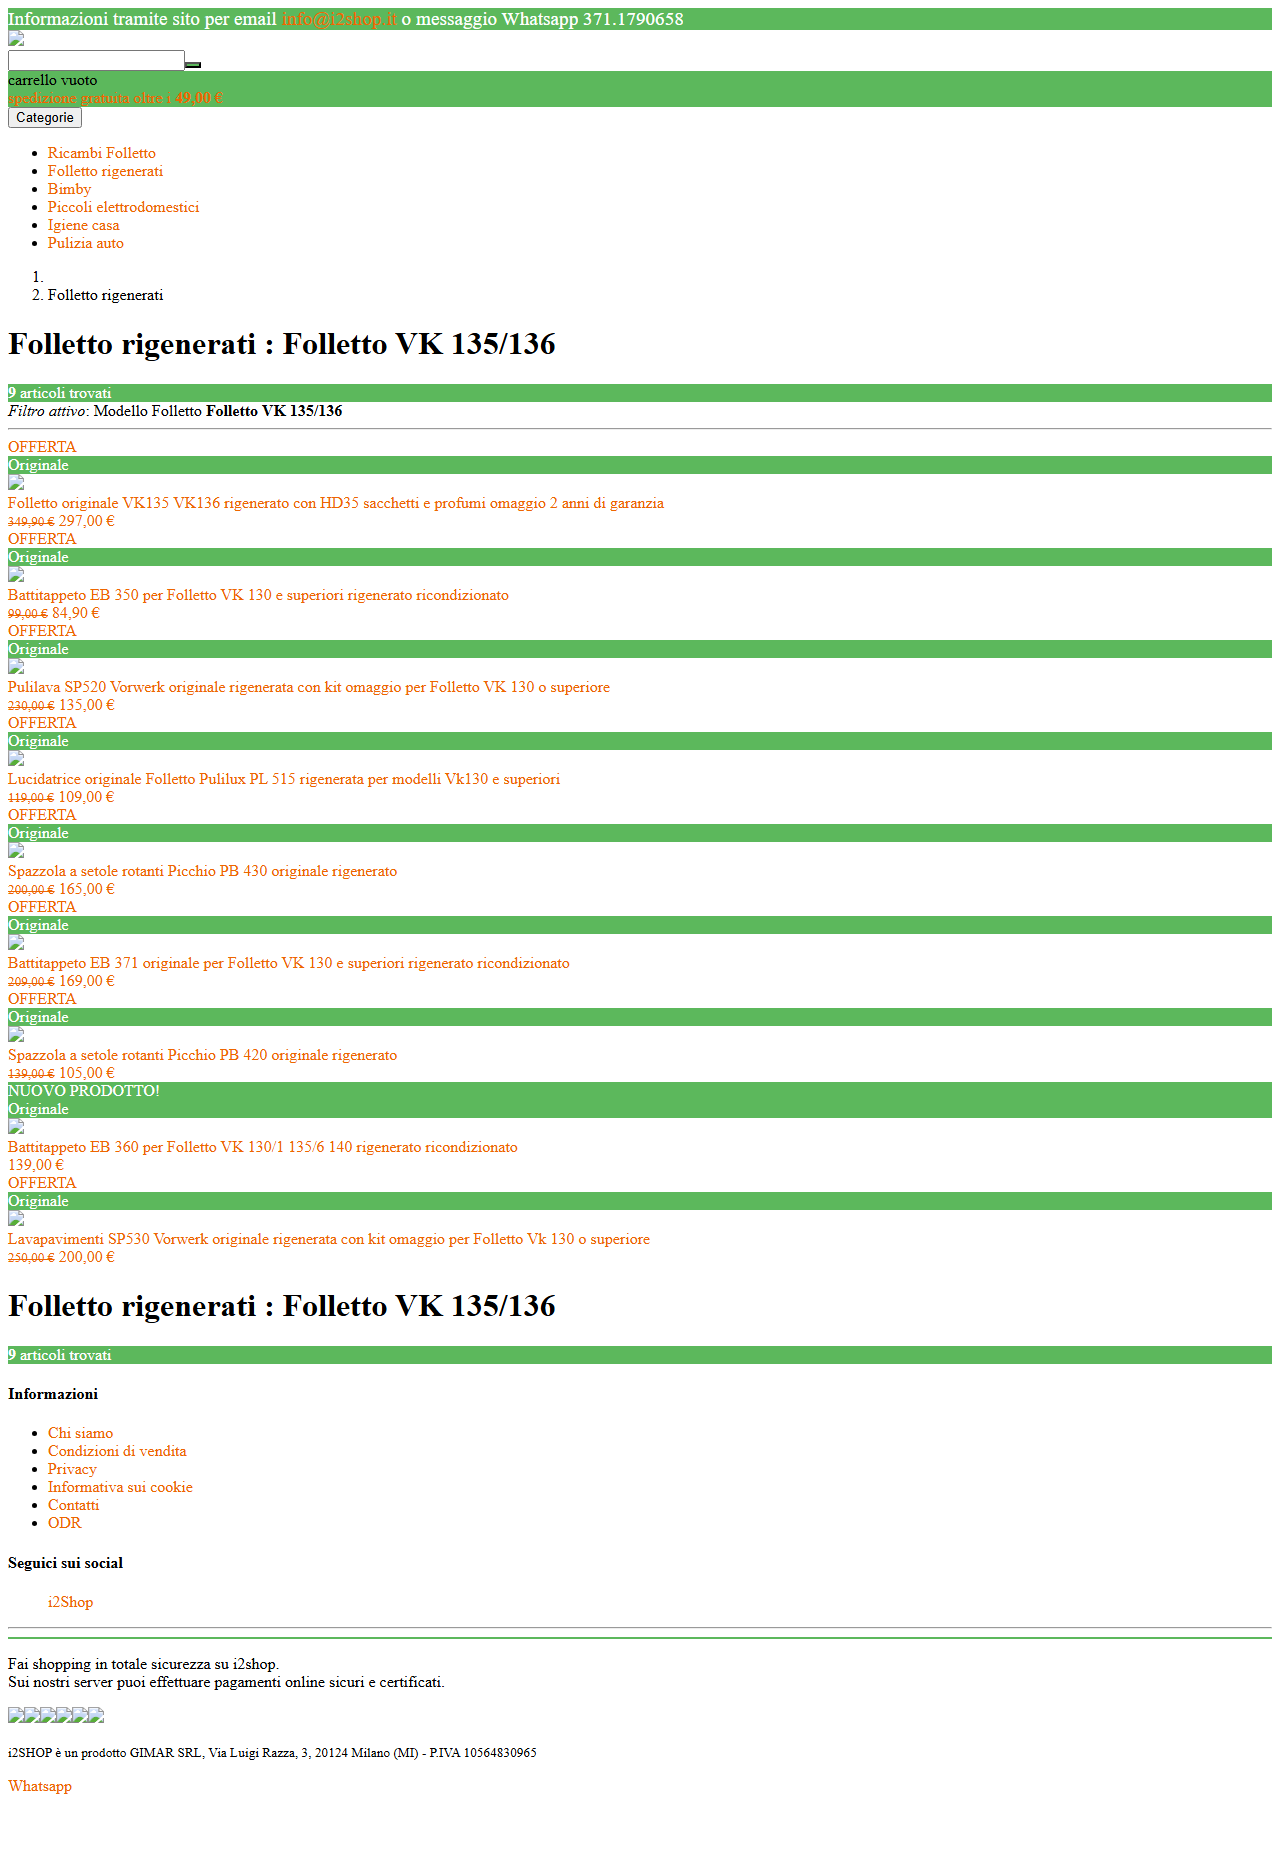 Informazioni tramite sito per email info@i2shop.it o messaggio Whatsapp 371.1790658
carrello vuoto
spedizione gratuita oltre i 49,00 €
Categorie
Ricambi Folletto
Folletto rigenerati
Bimby
Piccoli elettrodomestici
Igiene casa
Pulizia auto
1.
2. Folletto rigenerati
Folletto rigenerati : Folletto VK 135/136
9 articoli trovati
Filtro attivo: Modello Folletto Folletto VK 135/136
OFFERTA
Originale
Folletto originale VK135 VK136 rigenerato con HD35 sacchetti e profumi omaggio 2 anni di garanzia
349,90 € 297,00 €
OFFERTA
Originale
Battitappeto EB 350 per Folletto VK 130 e superiori rigenerato ricondizionato
99,00 € 84,90 €
OFFERTA
Originale
Pulilava SP520 Vorwerk originale rigenerata con kit omaggio per Folletto VK 130 o superiore
230,00 € 135,00 €
OFFERTA
Originale
Lucidatrice originale Folletto Pulilux PL 515 rigenerata per modelli Vk130 e superiori
119,00 € 109,00 €
OFFERTA
Originale
Spazzola a setole rotanti Picchio PB 430 originale rigenerato
200,00 € 165,00 €
OFFERTA
Originale
Battitappeto EB 371 originale per Folletto VK 130 e superiori rigenerato ricondizionato
209,00 € 169,00 €
OFFERTA
Originale
Spazzola a setole rotanti Picchio PB 420 originale rigenerato
139,00 € 105,00 €
NUOVO PRODOTTO!
Originale
Battitappeto EB 360 per Folletto VK 130/1 135/6 140 rigenerato ricondizionato
139,00 €
OFFERTA
Originale
Lavapavimenti SP530 Vorwerk originale rigenerata con kit omaggio per Folletto Vk 130 o superiore
250,00 € 200,00 €
Folletto rigenerati : Folletto VK 135/136
9 articoli trovati
Informazioni
Chi siamo
Condizioni di vendita
Privacy
Informativa sui cookie
Contatti
ODR
Seguici sui social
i2Shop
Fai shopping in totale sicurezza su i2shop.
Sui nostri server puoi effettuare pagamenti online sicuri e certificati.
i2SHOP è un prodotto GIMAR SRL, Via Luigi Razza, 3, 20124 Milano (MI) - P.IVA 10564830965
Whatsapp